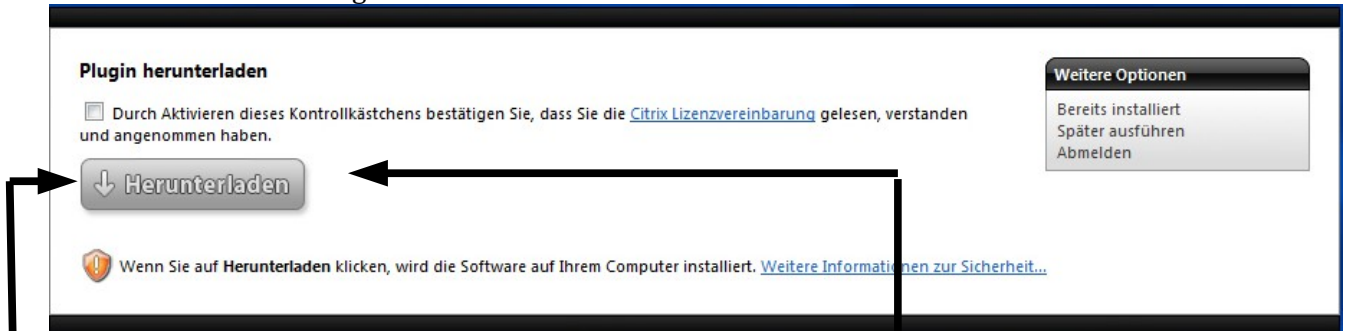 Plugin herunterladen
Durch Aktivieren dieses Kontrollkästchens bestätigen Sie, dass Sie die Citrix Lizenzvereinbarung gelesen, verstanden
und angenommen haben.
Herunterladen
Wenn Sie auf Herunterladen klicken, wird die Software auf Ihrem Computer installiert. Weitere Informationen zur Sicherheit...
Weitere Optionen
Bereits installiert
Später ausführen
Abmelden